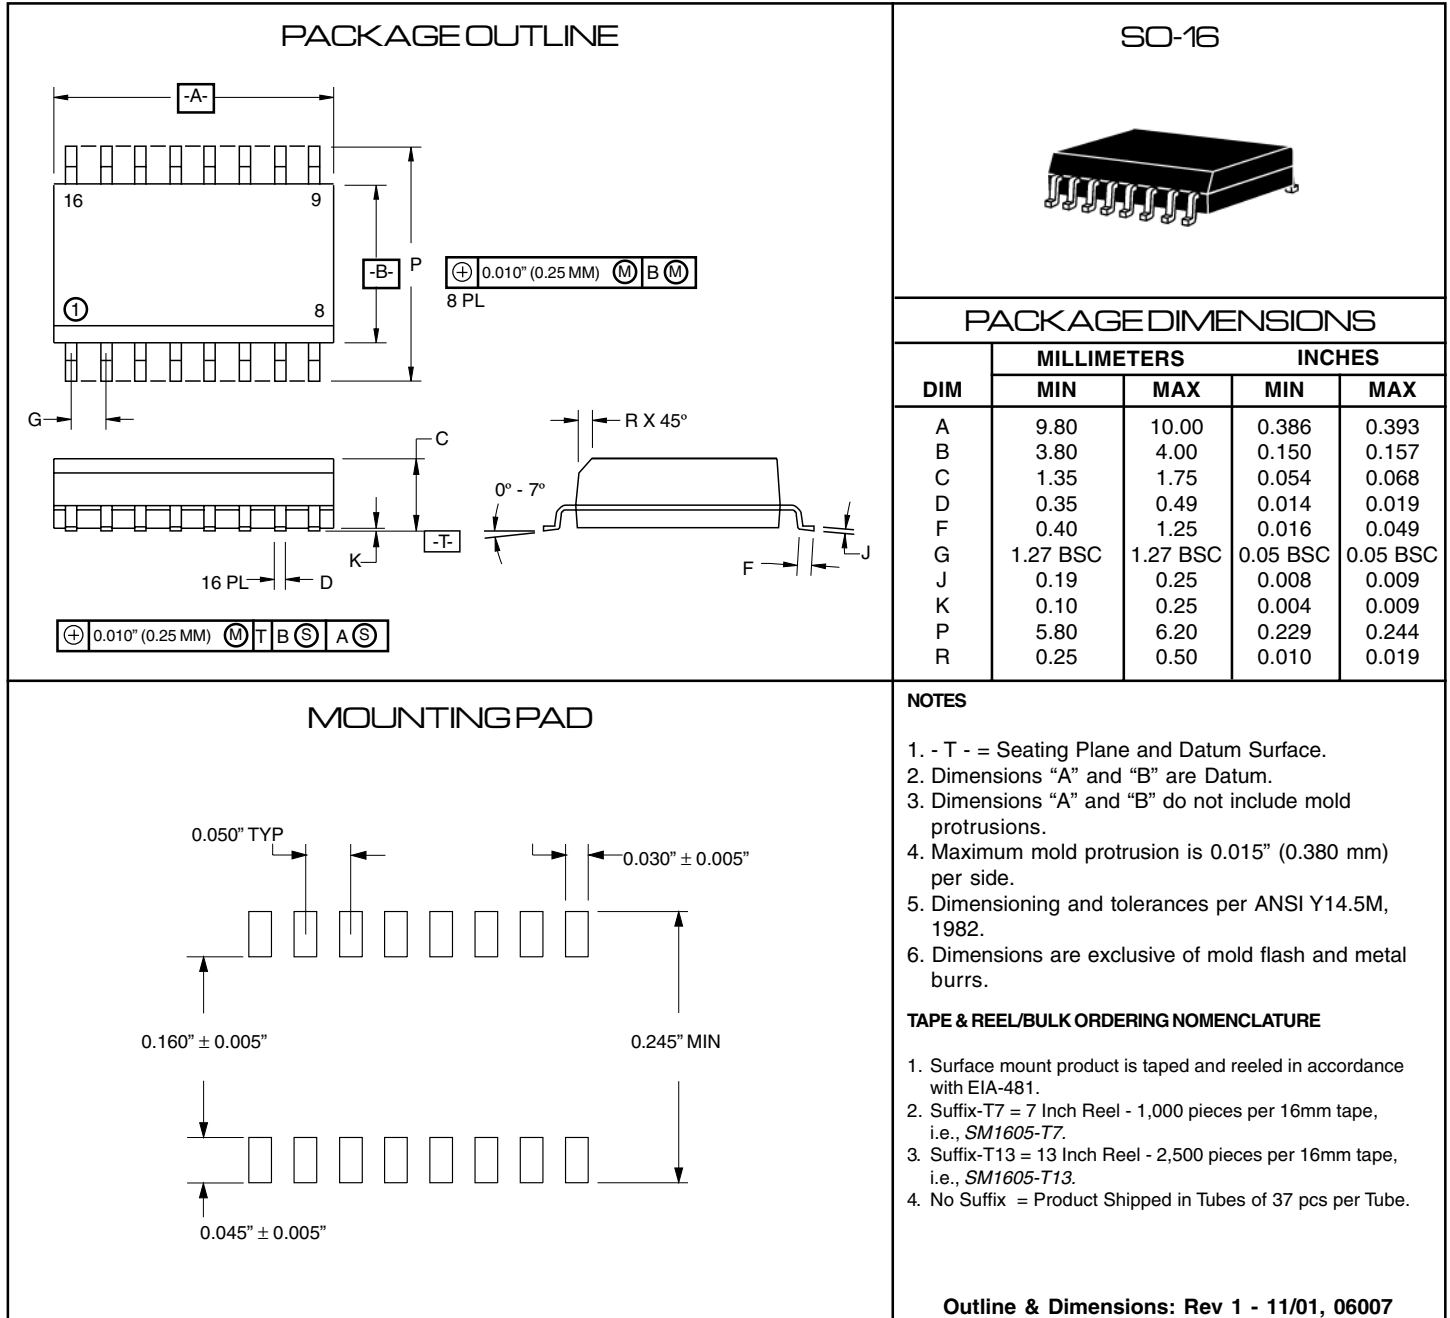 PACKAGE OUTLINE
-A-
16 9
-B- P
⌖ 0.010” (0.25 MM) Ⓜ B Ⓜ
8 PL
① 8
G
C
R X 45º
0º - 7º
-T-
K
J
F
16 PL D
⌖ 0.010” (0.25 MM) Ⓜ T B Ⓢ A Ⓢ
SO-16
PACKAGE DIMENSIONS
MILLIMETERS INCHES
DIM MIN MAX MIN MAX
A 9.80 10.00 0.386 0.393
B 3.80 4.00 0.150 0.157
C 1.35 1.75 0.054 0.068
D 0.35 0.49 0.014 0.019
F 0.40 1.25 0.016 0.049
G 1.27 BSC 1.27 BSC 0.05 BSC 0.05 BSC
J 0.19 0.25 0.008 0.009
K 0.10 0.25 0.004 0.009
P 5.80 6.20 0.229 0.244
R 0.25 0.50 0.010 0.019
MOUNTING PAD
0.050” TYP
0.030” ± 0.005”
0.160” ± 0.005”
0.245” MIN
0.045” ± 0.005”
NOTES
1. - T - = Seating Plane and Datum Surface.
2. Dimensions “A” and “B” are Datum.
3. Dimensions “A” and “B” do not include mold
protrusions.
4. Maximum mold protrusion is 0.015” (0.380 mm)
per side.
5. Dimensioning and tolerances per ANSI Y14.5M,
1982.
6. Dimensions are exclusive of mold flash and metal
burrs.
TAPE & REEL/BULK ORDERING NOMENCLATURE
1. Surface mount product is taped and reeled in accordance
with EIA-481.
2. Suffix-T7 = 7 Inch Reel - 1,000 pieces per 16mm tape,
i.e., SM1605-T7.
3. Suffix-T13 = 13 Inch Reel - 2,500 pieces per 16mm tape,
i.e., SM1605-T13.
4. No Suffix = Product Shipped in Tubes of 37 pcs per Tube.
Outline & Dimensions: Rev 1 - 11/01, 06007